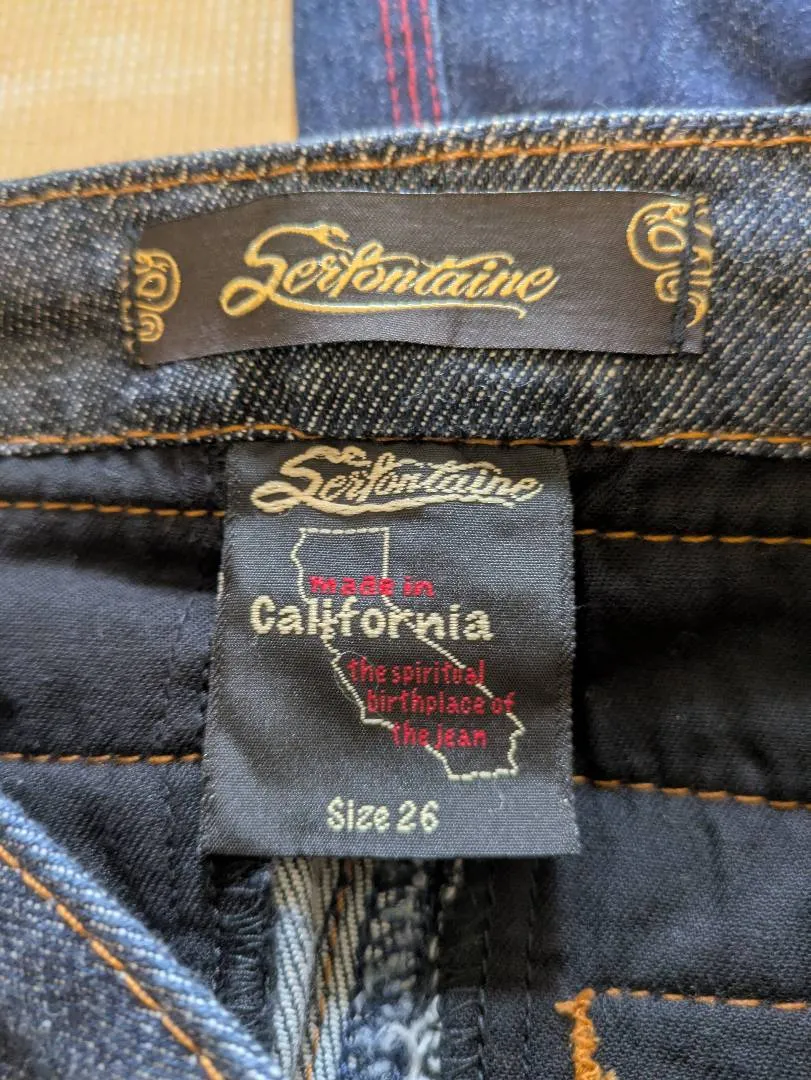 Serfontaine
Serfontaine
made in
California
the spiritual
birthplace of
the jean
Size 26